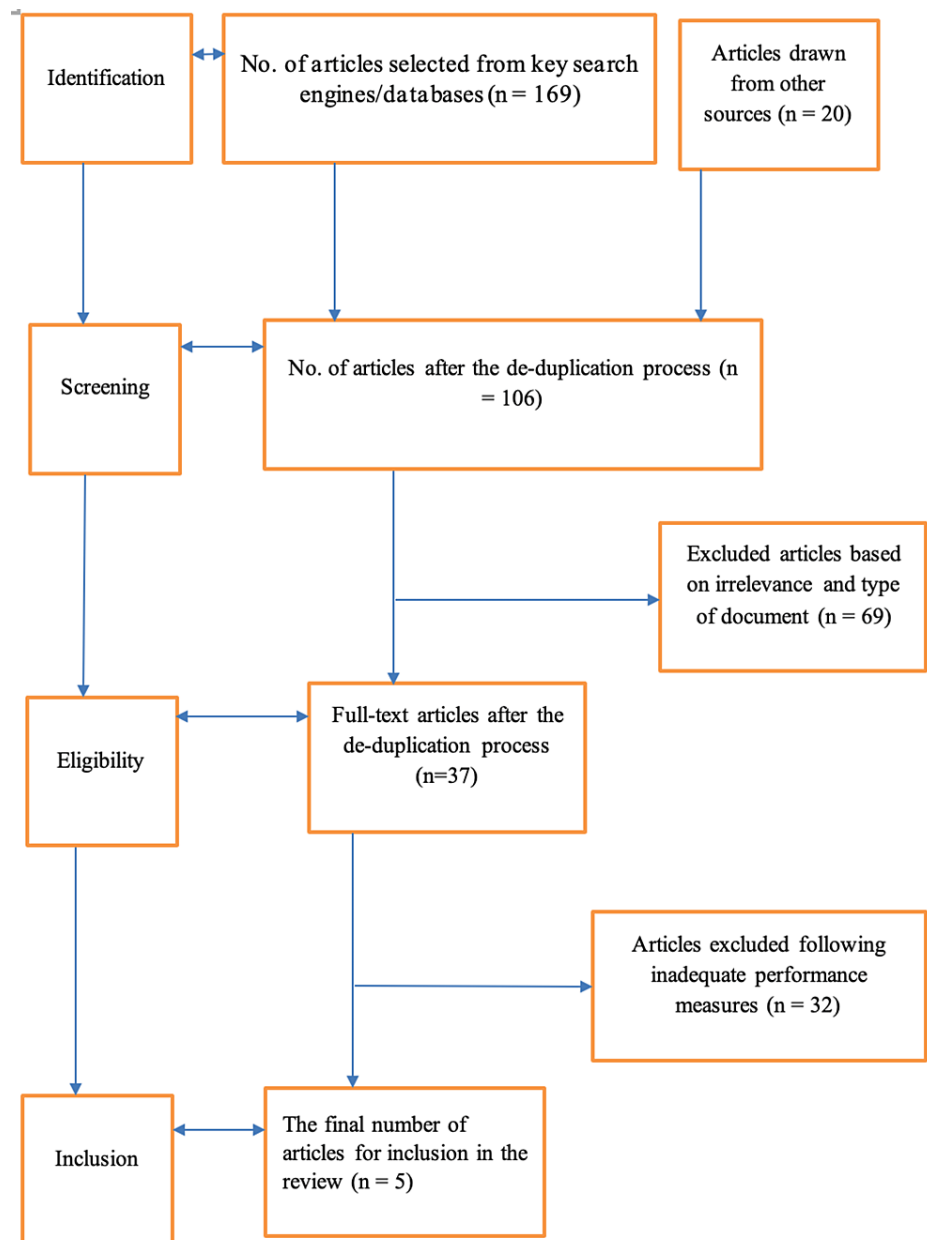 Identification
No. of articles selected from key search
engines/databases (n = 169)
Articles drawn
from other
sources (n = 20)
Screening
No. of articles after the de-duplication process (n
= 106)
Excluded articles based
on irrelevance and type
of document (n = 69)
Eligibility
Full-text articles after the
de-duplication process
(n=37)
Articles excluded following
inadequate performance
measures (n = 32)
Inclusion
The final number of
articles for inclusion in the
review (n = 5)